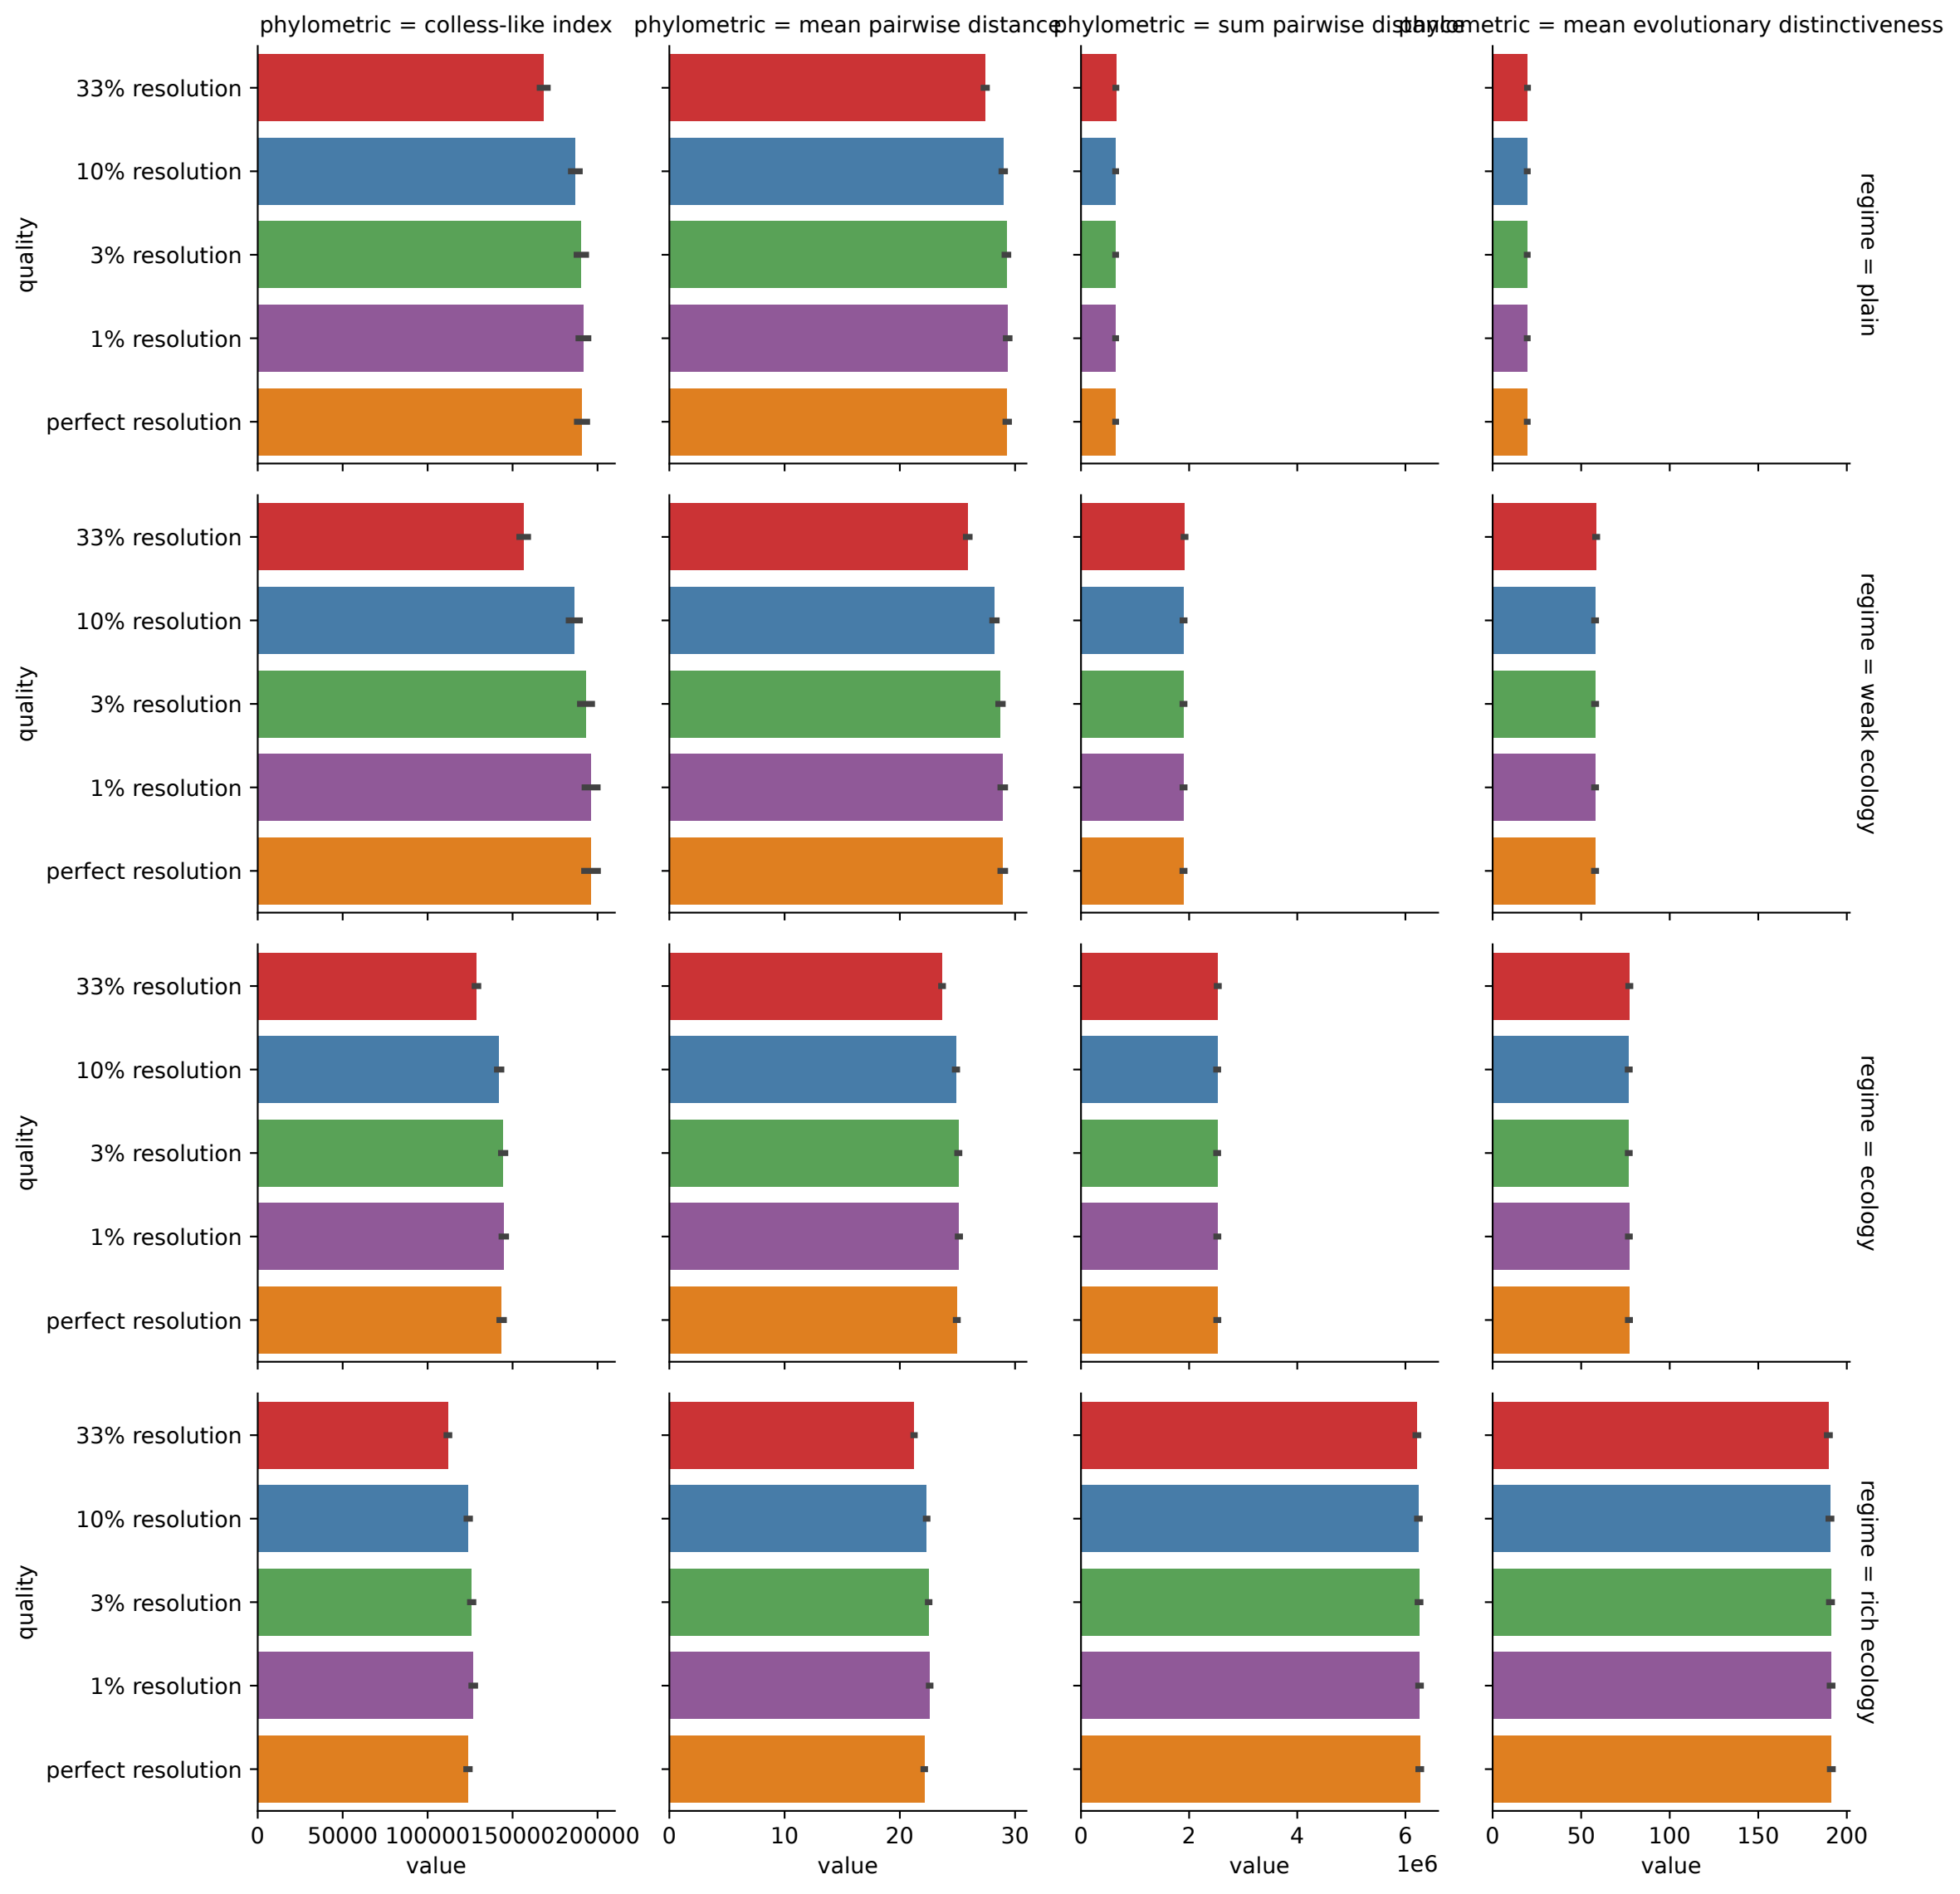 phylometric = colless-like index
phylometric = mean pairwise distance
phylometric = sum pairwise distance
phylometric = mean evolutionary distinctiveness
quality
33% resolution
10% resolution
3% resolution
1% resolution
perfect resolution
regime = plain
quality
33% resolution
10% resolution
3% resolution
1% resolution
perfect resolution
regime = weak ecology
quality
33% resolution
10% resolution
3% resolution
1% resolution
perfect resolution
regime = ecology
quality
33% resolution
10% resolution
3% resolution
1% resolution
perfect resolution
regime = rich ecology
0 50000 100000 150000 200000
value
0 10 20 30
value
0 2 4 6
1e6
value
0 50 100 150 200
value